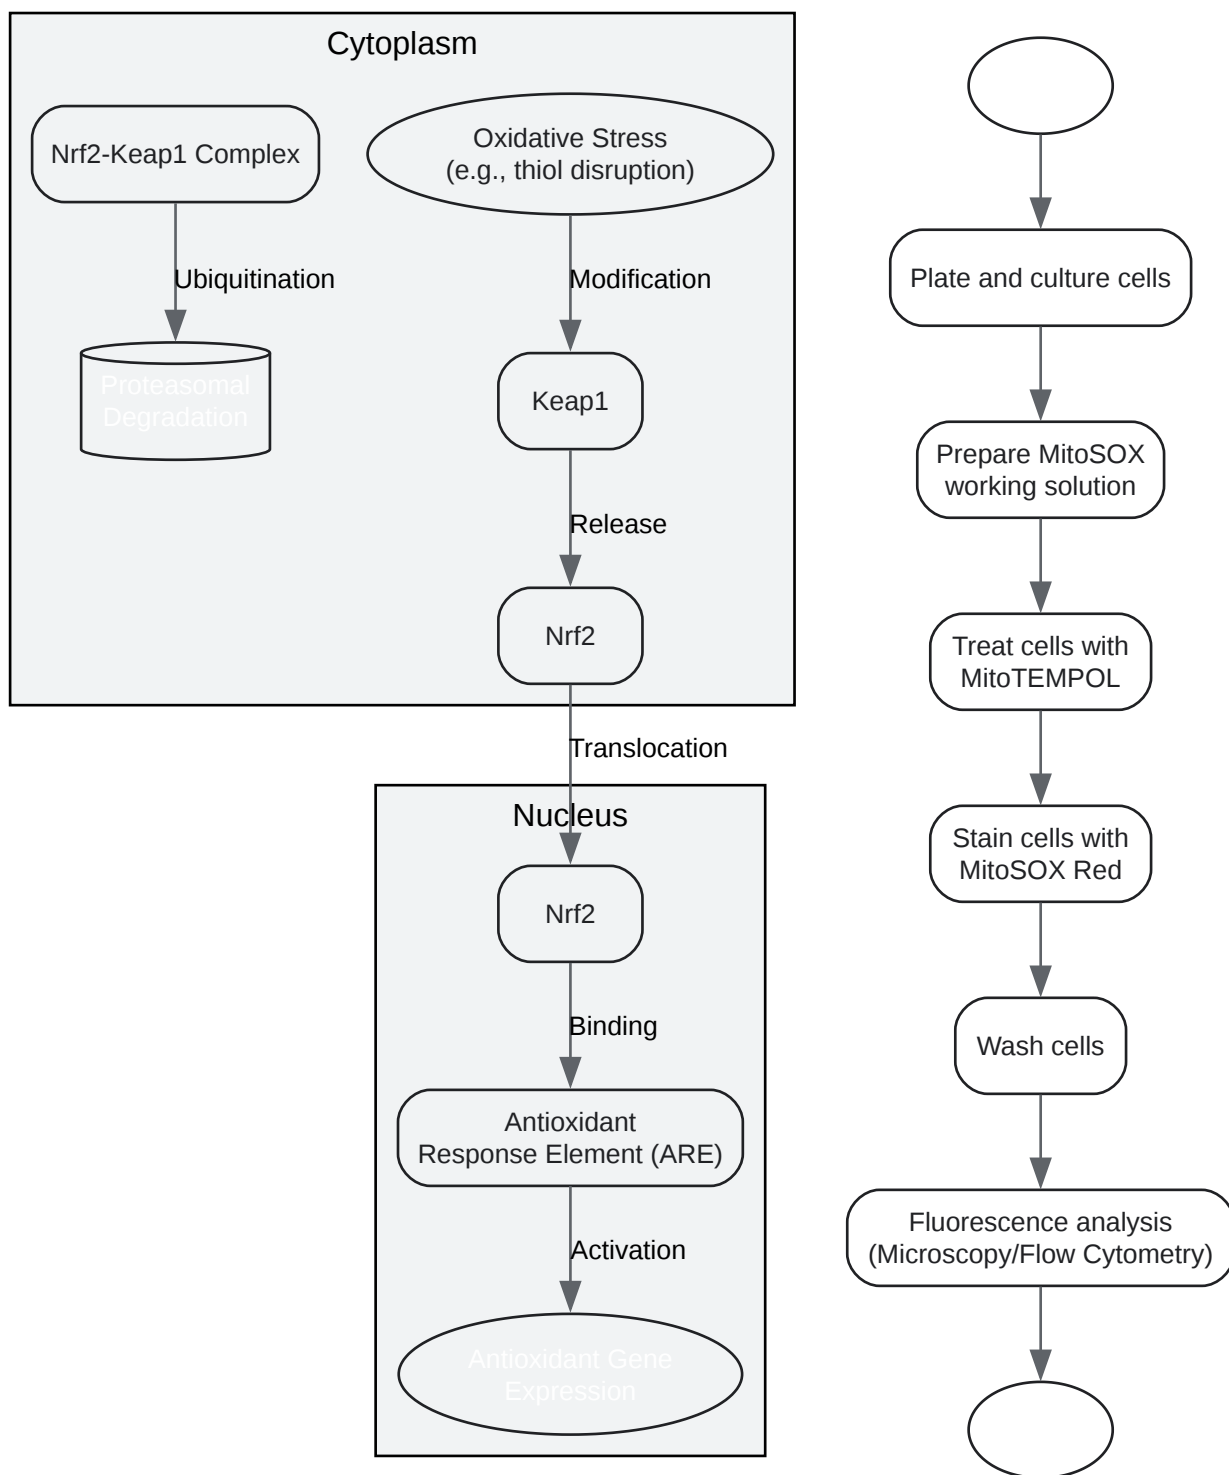 Cytoplasm
Nrf2-Keap1 Complex
Oxidative Stress
(e.g., thiol disruption)
Ubiquitination
Modification
Proteasomal
Degradation
Keap1
Release
Nrf2
Translocation
Nucleus
Nrf2
Binding
Antioxidant
Response Element (ARE)
Activation
Antioxidant Gene
Expression
Plate and culture cells
Prepare MitoSOX
working solution
Treat cells with
MitoTEMPOL
Stain cells with
MitoSOX Red
Wash cells
Fluorescence analysis
(Microscopy/Flow Cytometry)